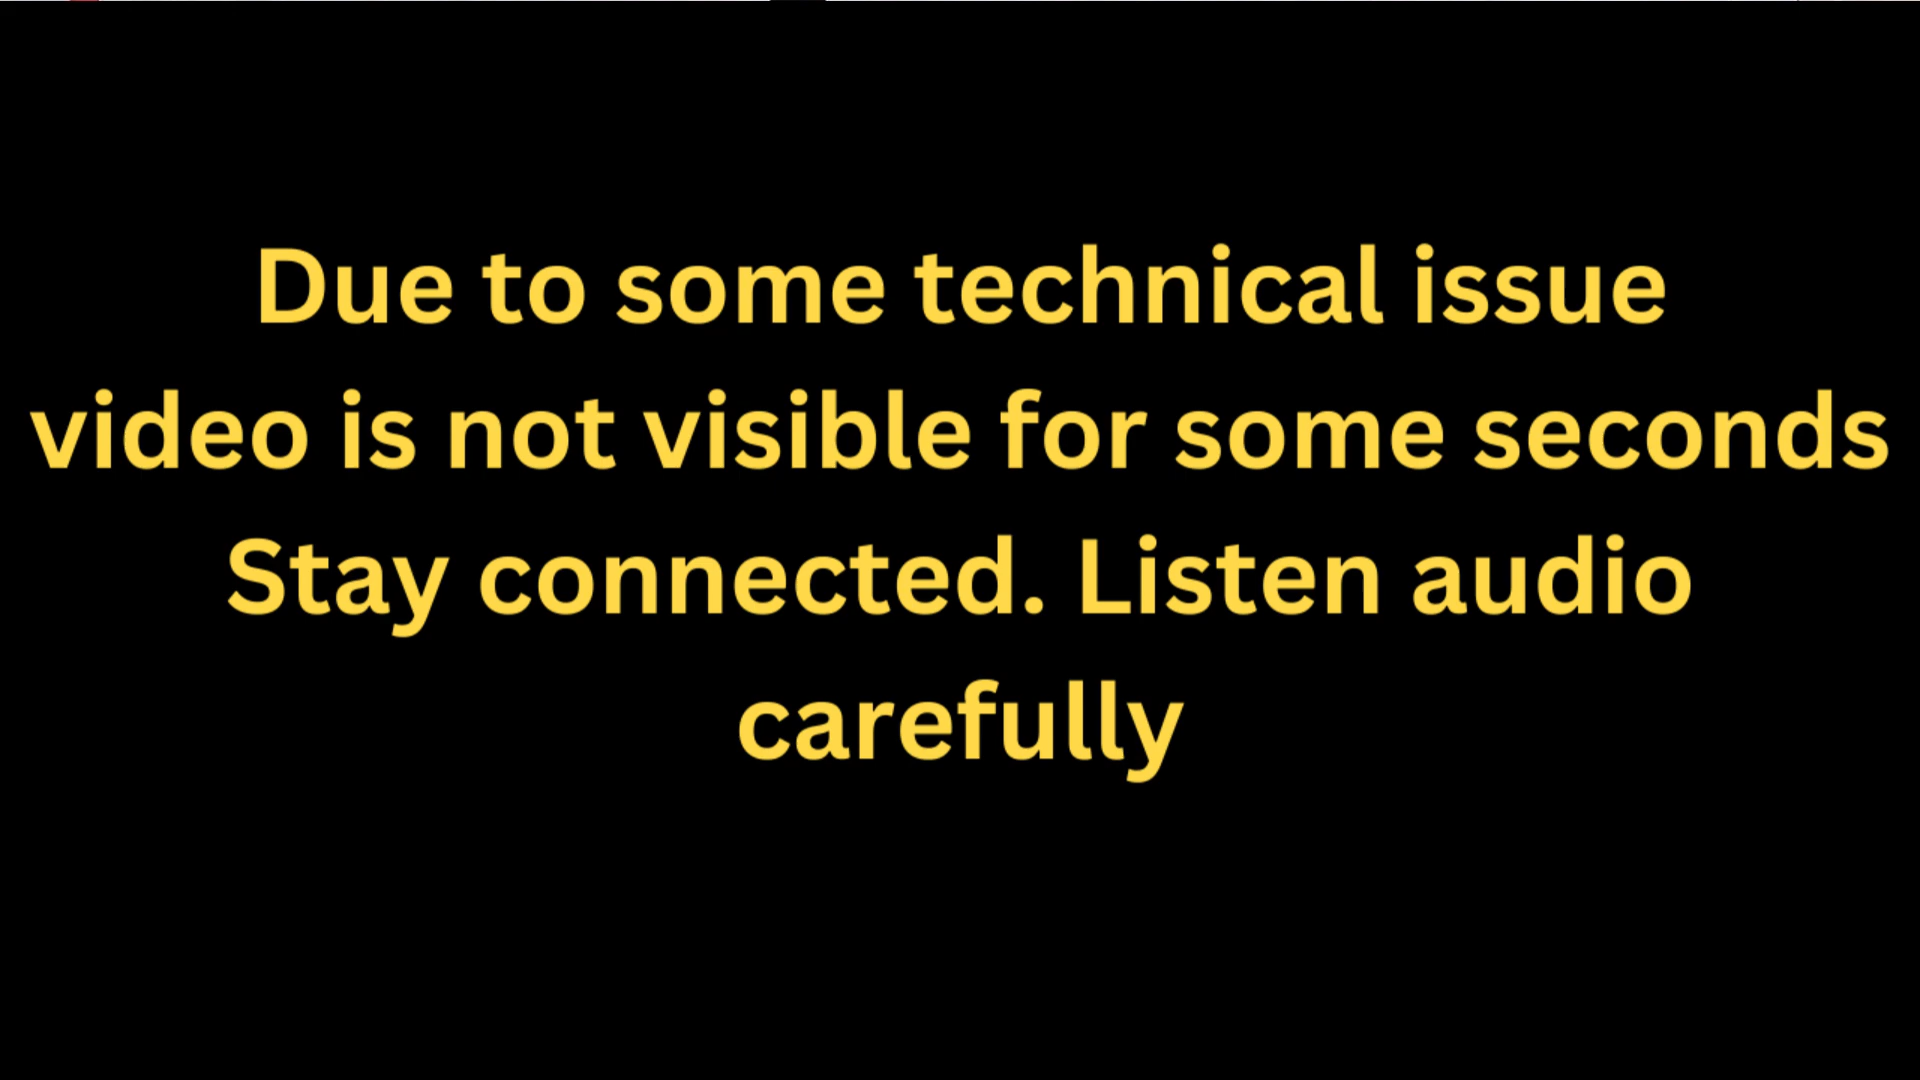 Due to some technical issue
video is not visible for some seconds
Stay connected. Listen audio
carefully